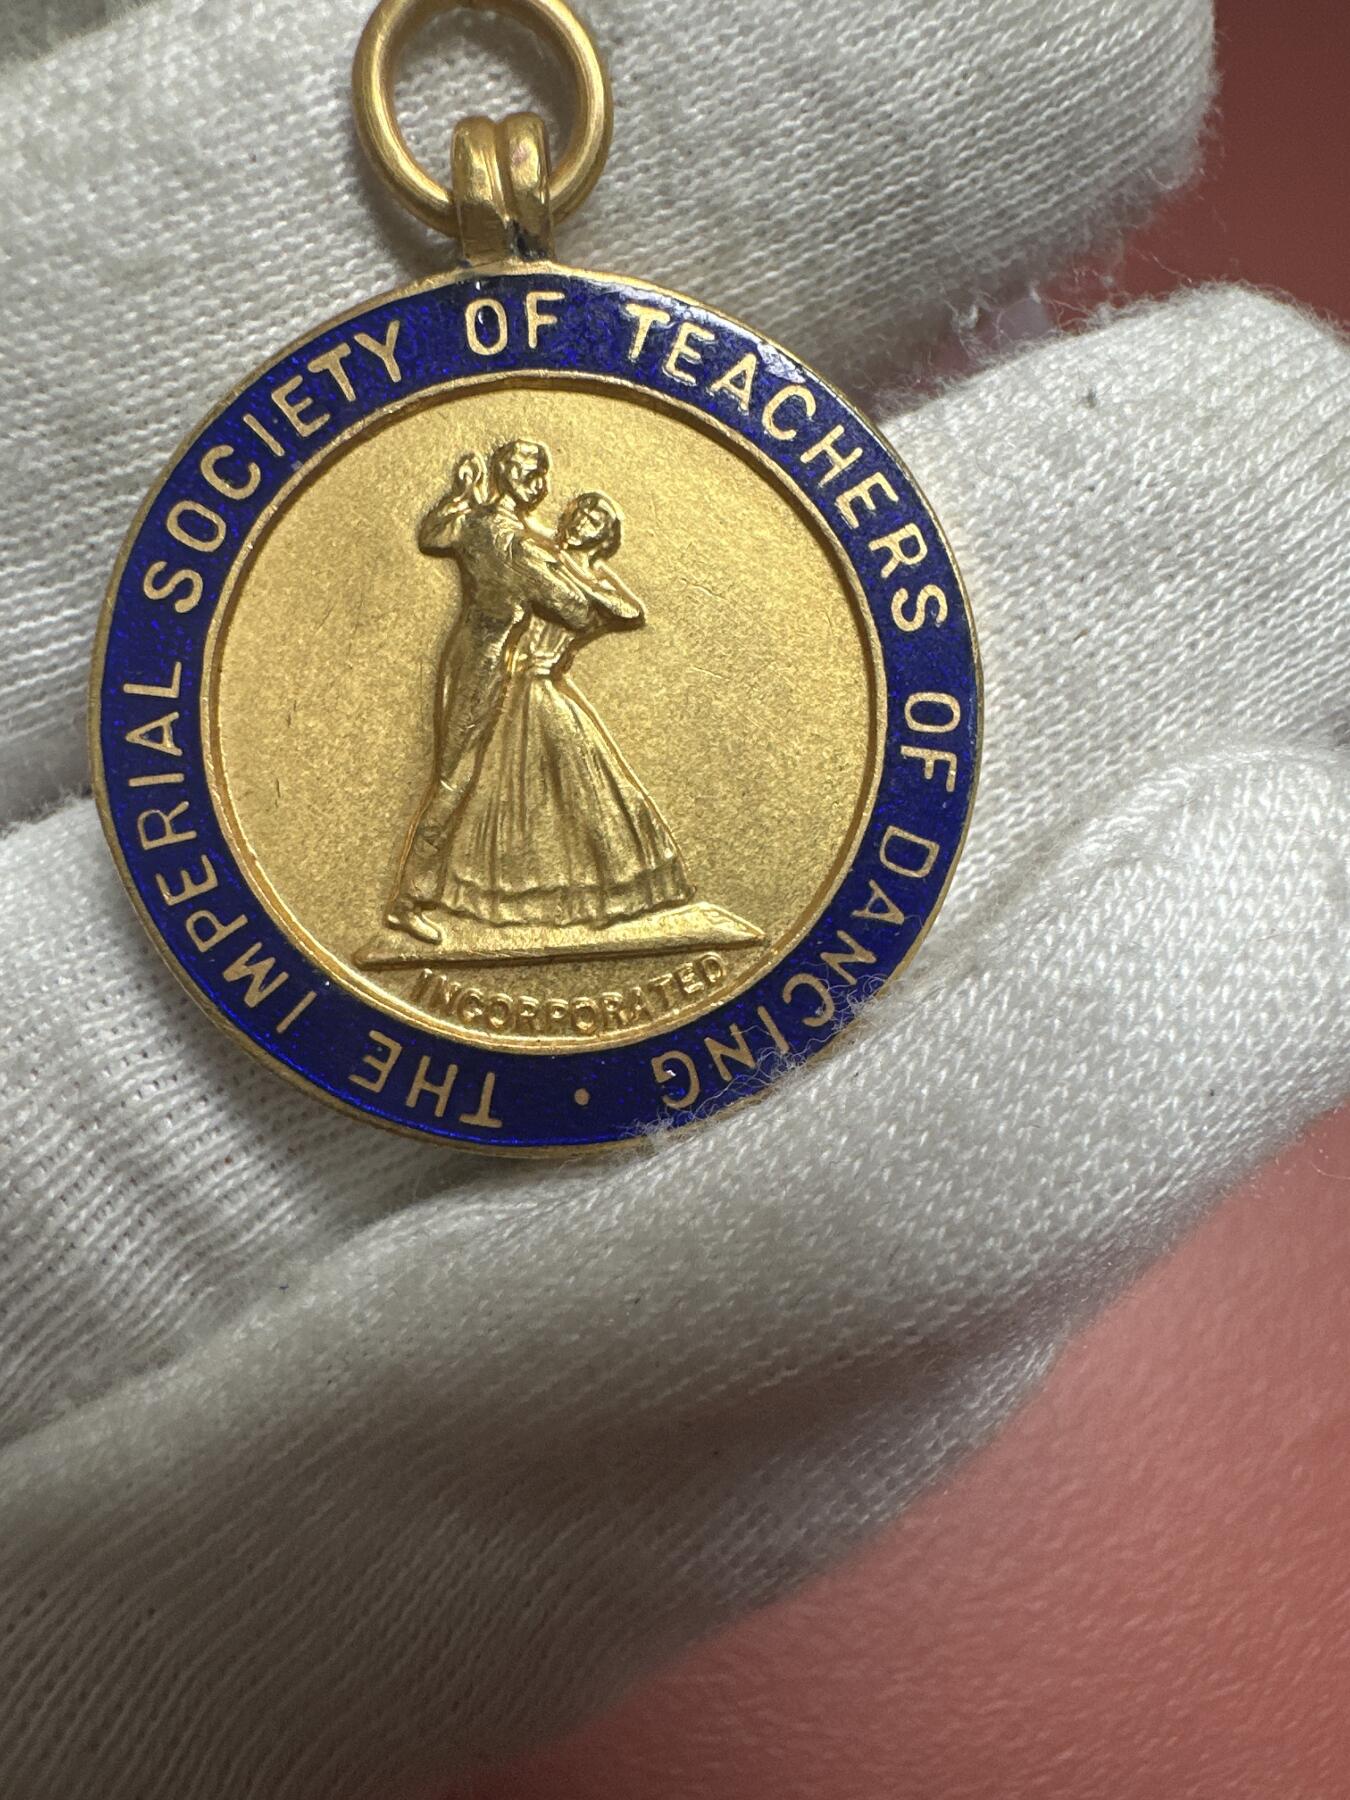 THE IMPERIAL SOCIETY OF TEACHERS OF DANCING ·
INCORPORATED